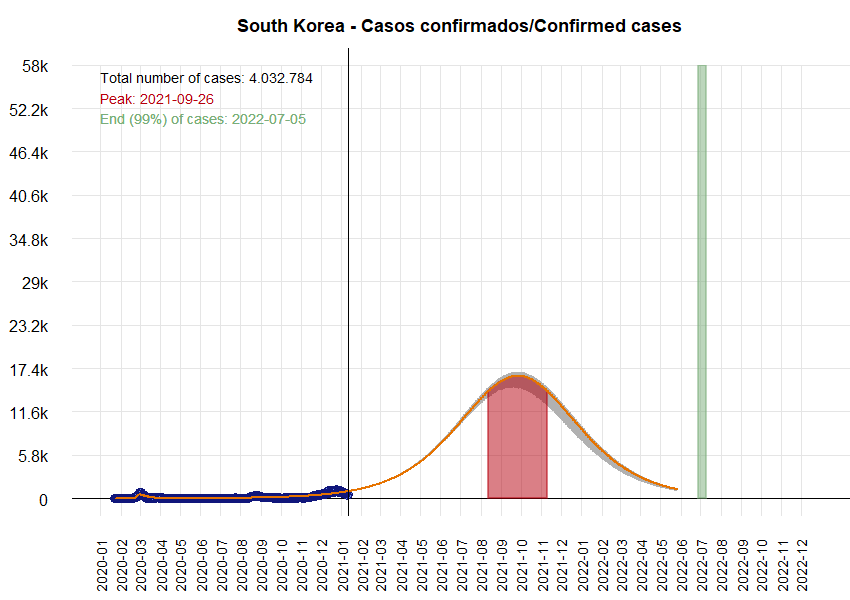 South Korea - Casos confirmados/Confirmed cases
58k
Total number of cases: 4.032.784
Peak: 2021-09-26
52.2k
End (99%) of cases: 2022-07-05
46.4k
40.6k
34.8k
29k
23.2k
17.4k
11.6k
5.8k
0
2020-01
2020-02
2020-03
2020-04
2020-05
2020-06
2020-07
2020-08
2020-09
2020-10
2020-11
2020-12
2021-01
2021-02
2021-03
2021-04
2021-05
2021-06
2021-07
2021-08
2021-09
2021-10
2021-11
2021-12
2022-01
2022-02
2022-03
2022-04
2022-05
2022-06
2022-07
2022-08
2022-09
2022-10
2022-11
2022-12